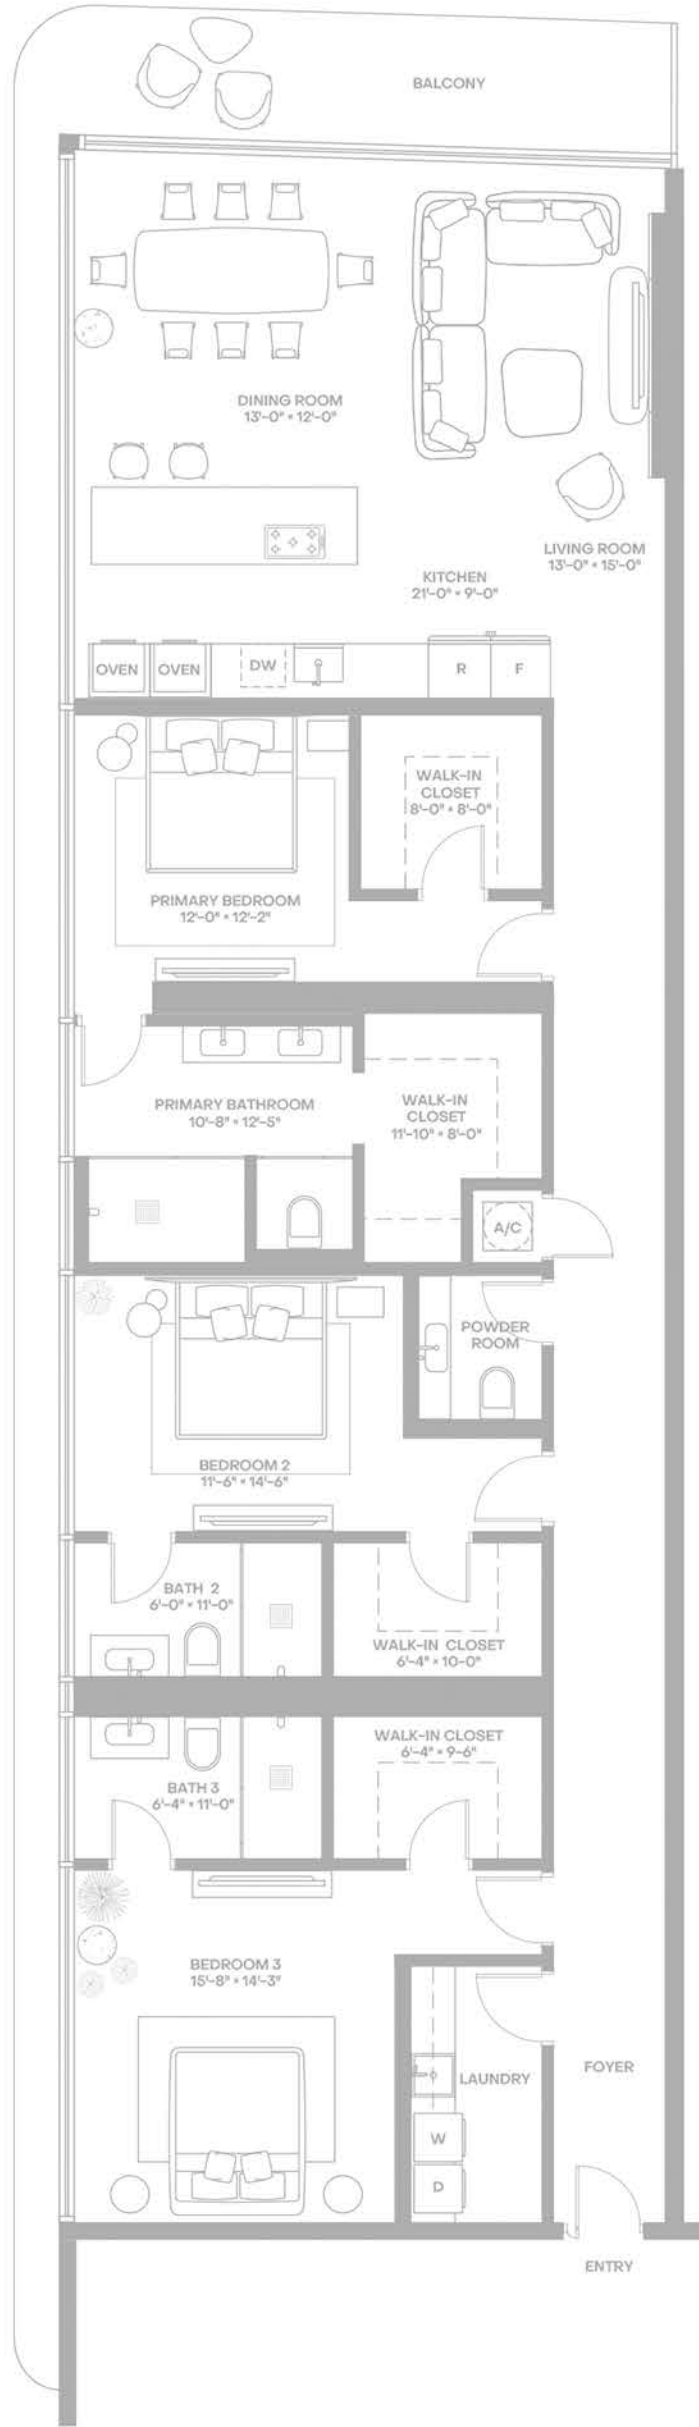 BALCONY
DINING ROOM
13'-0" × 12'-0"
LIVING ROOM
13'-0" × 15'-0"
KITCHEN
21'-0" × 9'-0"
OVEN
OVEN
DW
R
F
WALK-IN
CLOSET
8'-0" × 8'-0"
PRIMARY BEDROOM
12'-0" × 12'-2"
PRIMARY BATHROOM
10'-8" × 12'-5"
WALK-IN
CLOSET
11'-10" × 8'-0"
A/C
POWDER
ROOM
BEDROOM 2
11'-6" × 14'-6"
BATH 2
6'-0" × 11'-0"
WALK-IN CLOSET
6'-4" × 10-0"
WALK-IN CLOSET
6'-4" × 9-6"
BATH 3
6'-4" × 11'-0"
BEDROOM 3
15'-8" × 14'-3"
LAUNDRY
FOYER
W
D
ENTRY